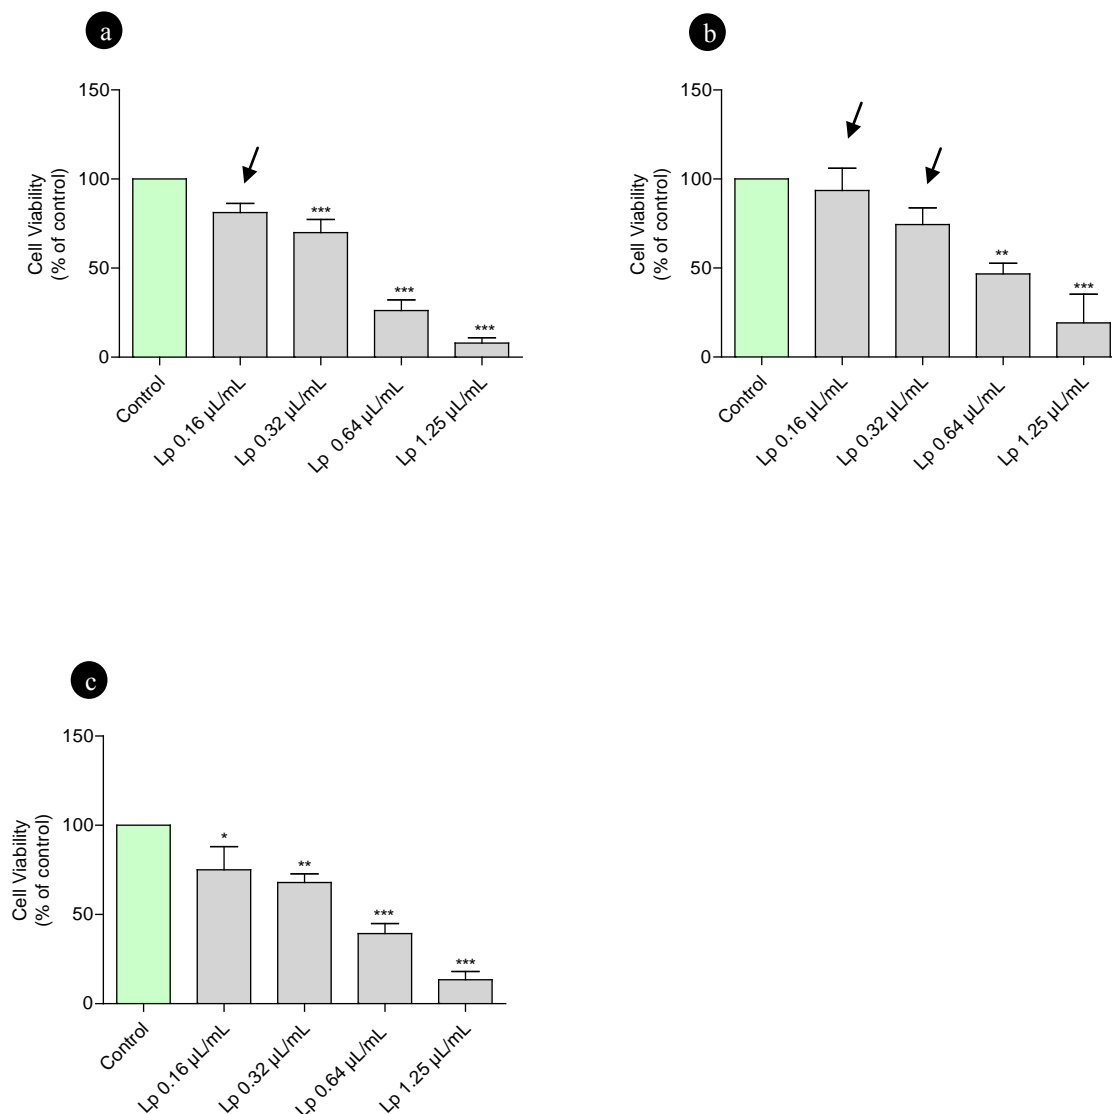 a
150
100
50
0
Cell Viability
(% of control)
***
***
***
Control
Lp 0.16 µL/mL
Lp 0.32 µL/mL
Lp 0.64 µL/mL
Lp 1.25 µL/mL
b
150
100
50
0
Cell Viability
(% of control)
**
***
Control
Lp 0.16 µL/mL
Lp 0.32 µL/mL
Lp 0.64 µL/mL
Lp 1.25 µL/mL
c
150
100
50
0
Cell Viability
(% of control)
*
**
***
***
Control
Lp 0.16 µL/mL
Lp 0.32 µL/mL
Lp 0.64 µL/mL
Lp 1.25 µL/mL